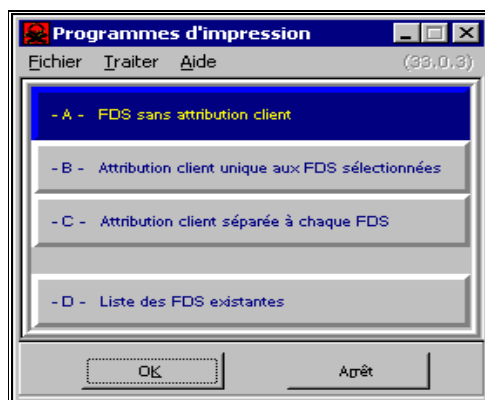 Programmes d'impression
Fichier Traiter Aide (33,0,3)
- A - FDS sans attribution client
- B - Attribution client unique aux FDS sélectionnées
- C - Attribution client séparée à chaque FDS
- D - Liste des FDS existantes
OK Arrêt